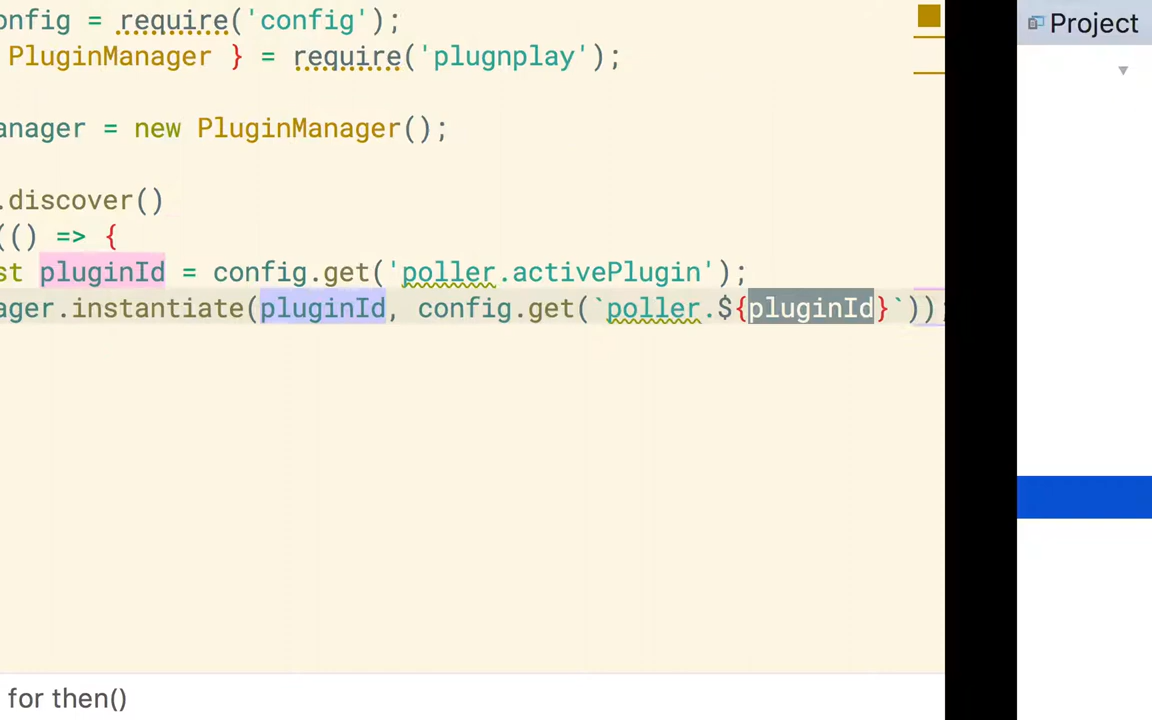 onfig = require('config');
PluginManager } = require('plugnplay');
anager = new PluginManager();
.discover()
(() => {
st pluginId = config.get('poller.activePlugin');
ager.instantiate(pluginId, config.get(`poller.${pluginId}`));
for then()
Project